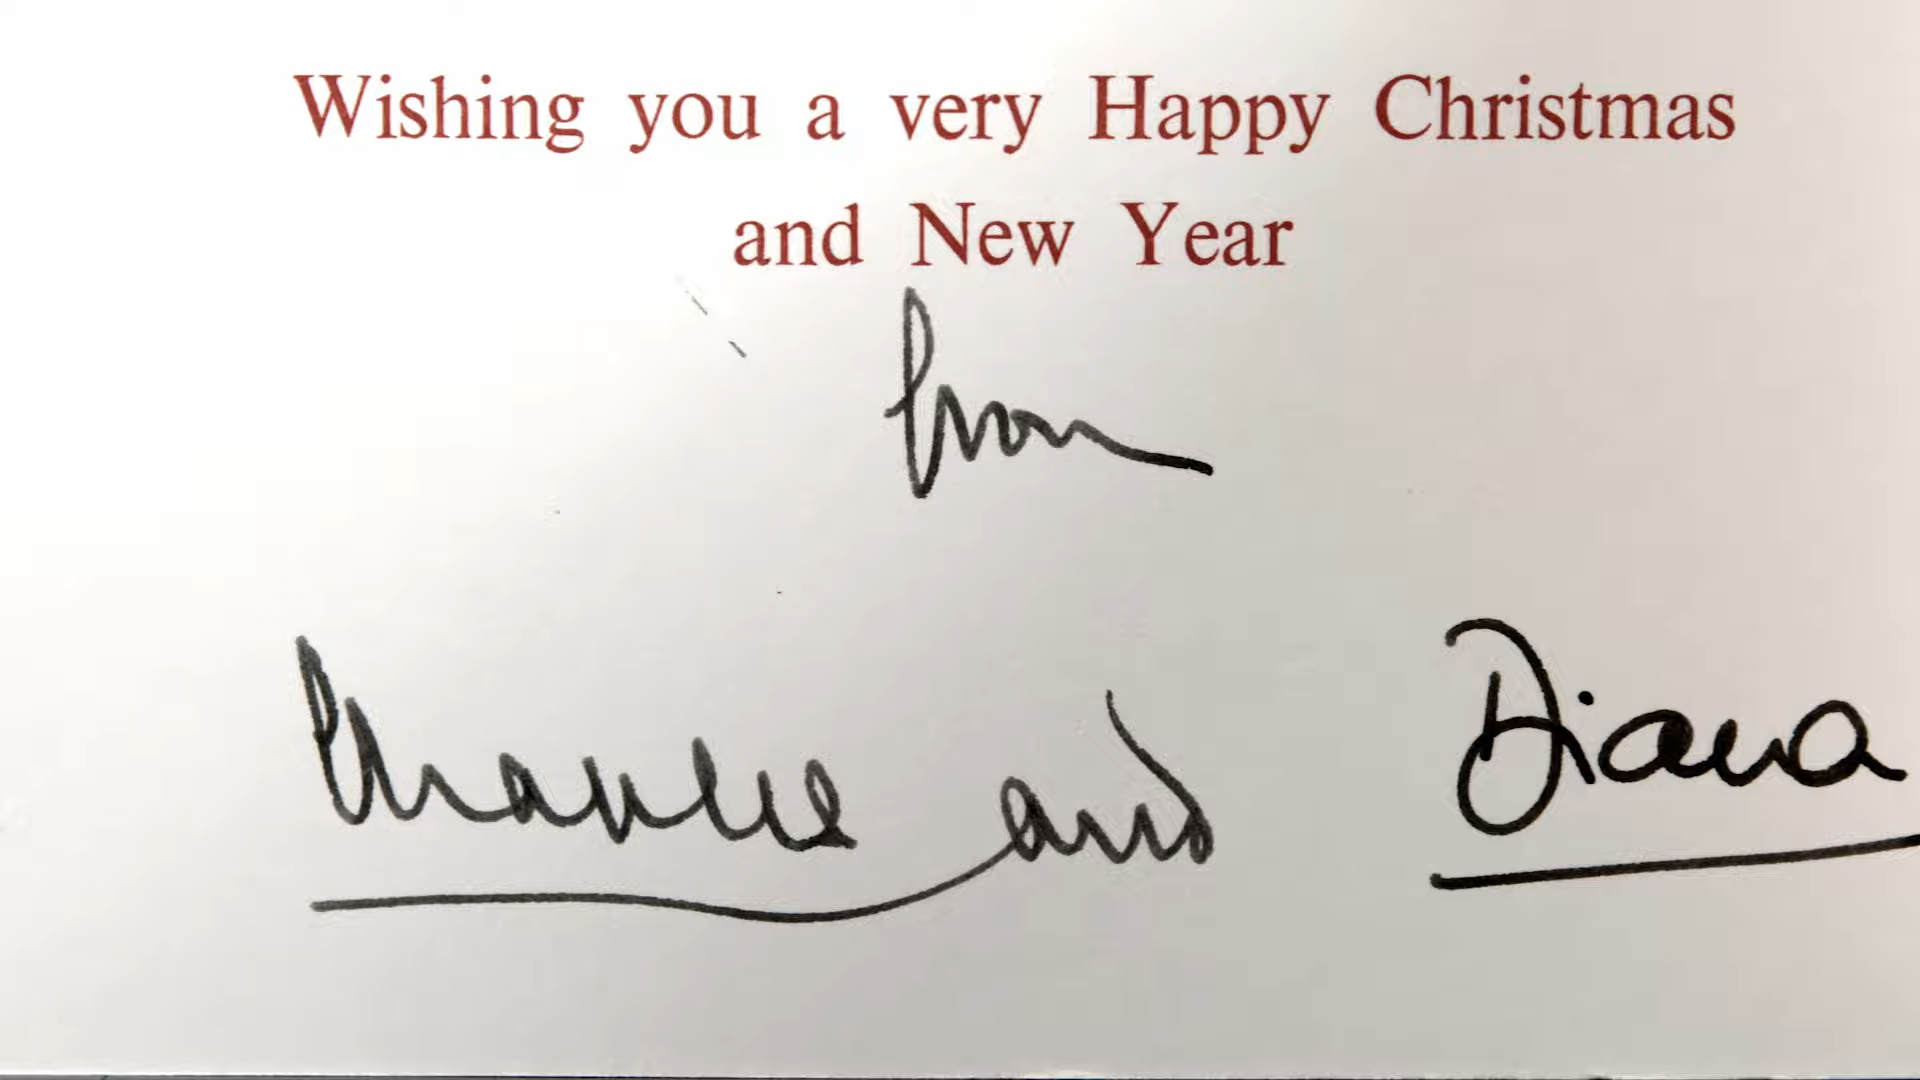 Wishing you a very Happy Christmas
and New Year
from
Charles and Diana